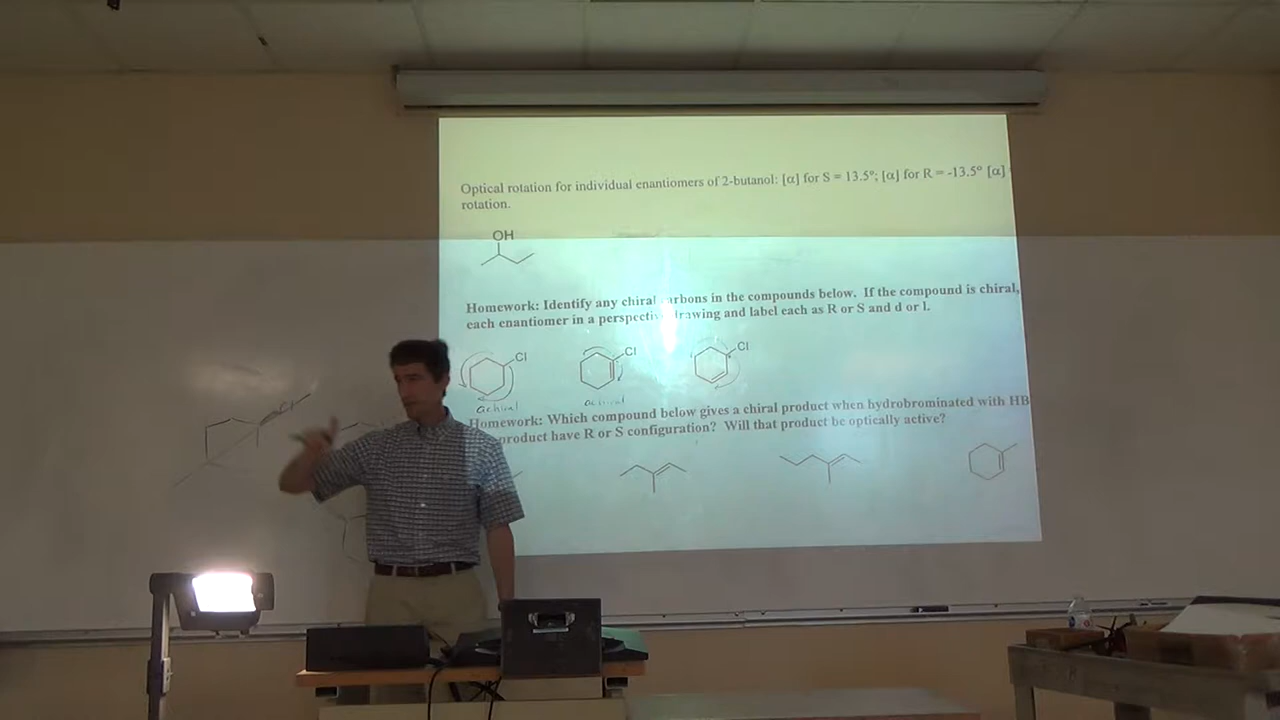 Optical rotation for individual enantiomers of 2-butanol: [α] for S = 13.5º; [α] for R = -13.5º [α]
rotation.
OH
Homework: Identify any chiral carbons in the compounds below. If the compound is chiral,
each enantiomer in a perspective drawing and label each as R or S and d or l.
Cl Cl Cl
achiral achiral
Homework: Which compound below gives a chiral product when hydrobrominated with HB
product have R or S configuration? Will that product be optically active?
Cl